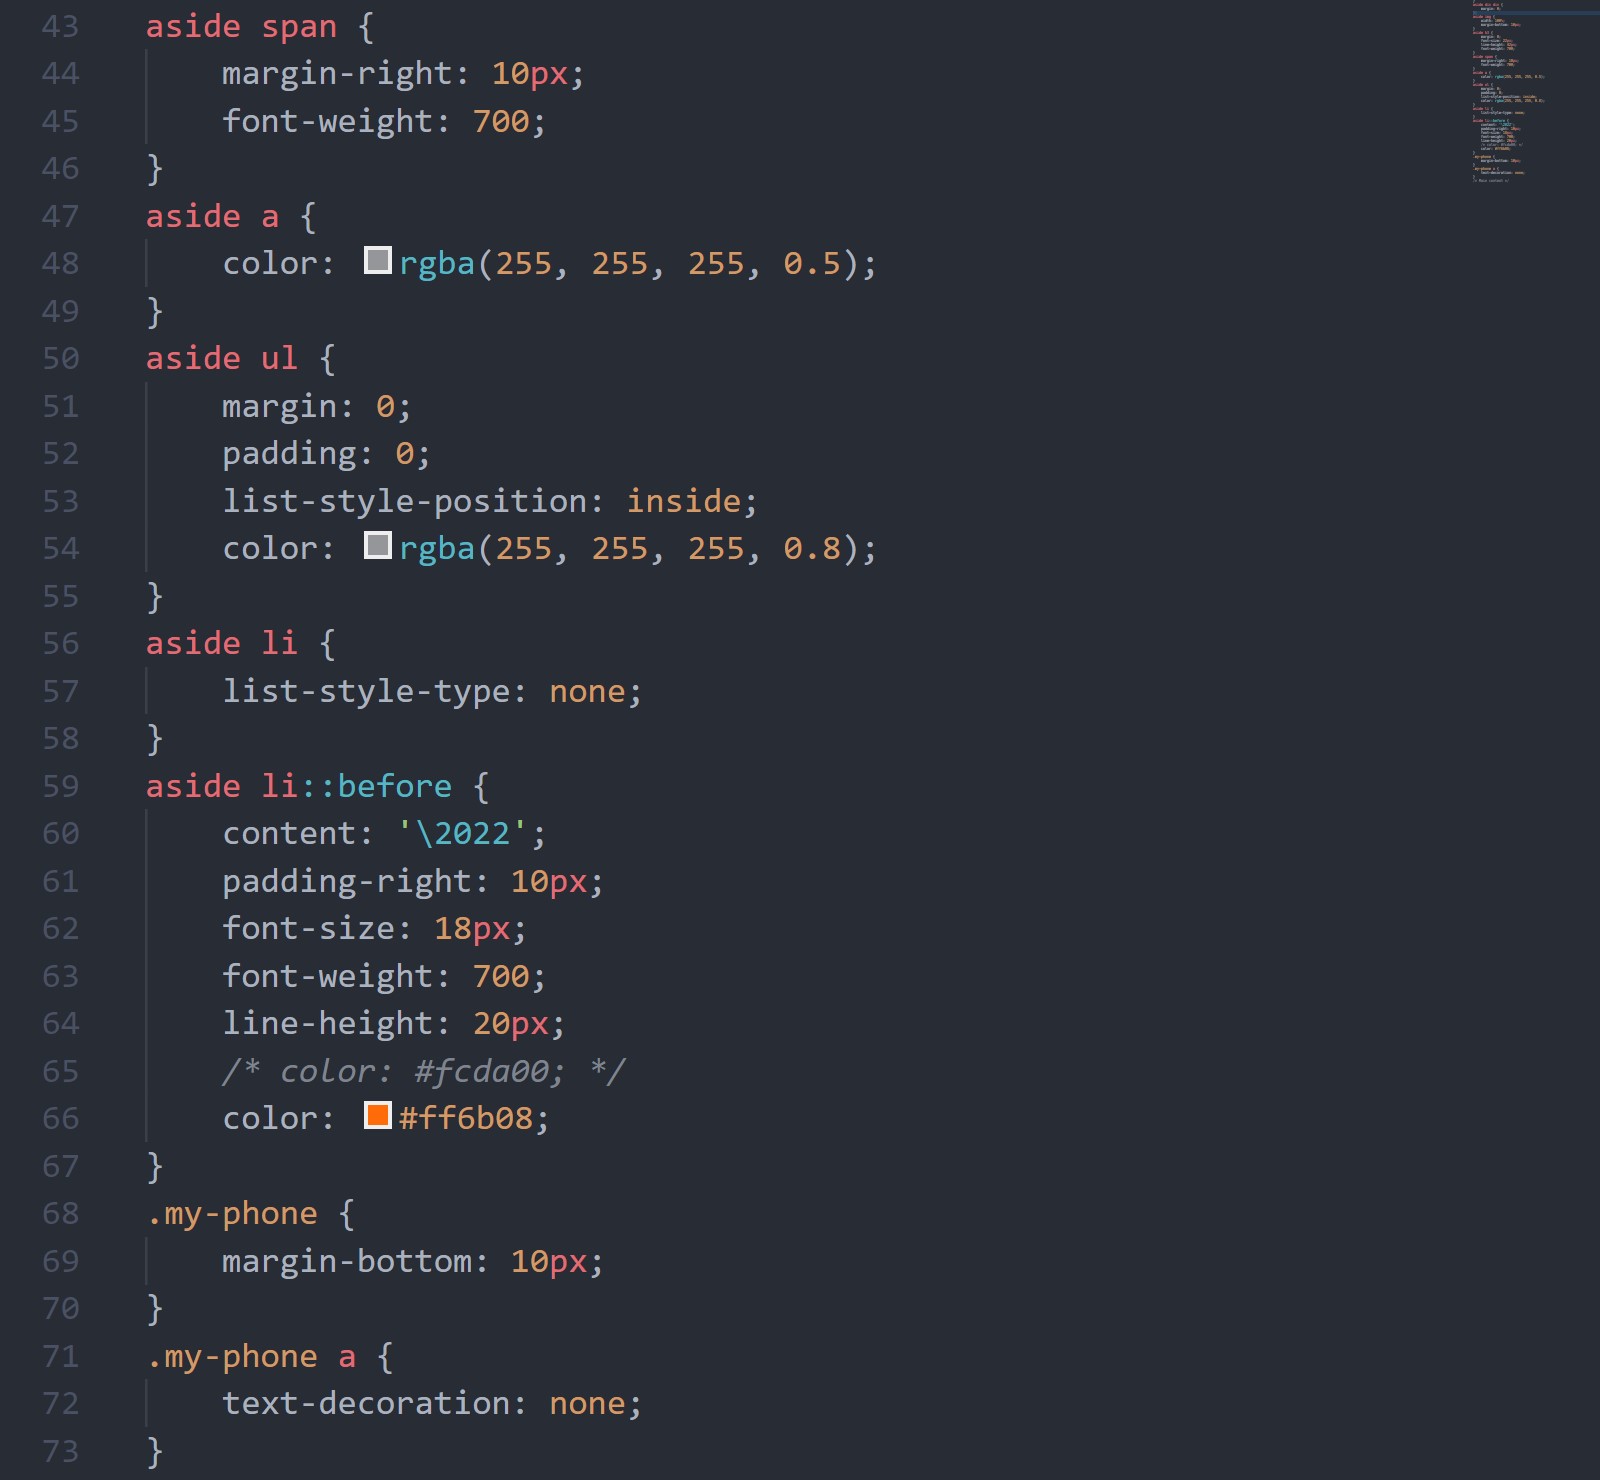 43 aside span {
44     margin-right: 10px;
45     font-weight: 700;
46 }
47 aside a {
48     color: rgba(255, 255, 255, 0.5);
49 }
50 aside ul {
51     margin: 0;
52     padding: 0;
53     list-style-position: inside;
54     color: rgba(255, 255, 255, 0.8);
55 }
56 aside li {
57     list-style-type: none;
58 }
59 aside li::before {
60     content: '\2022';
61     padding-right: 10px;
62     font-size: 18px;
63     font-weight: 700;
64     line-height: 20px;
65     /* color: #fcda00; */
66     color: #ff6b08;
67 }
68 .my-phone {
69     margin-bottom: 10px;
70 }
71 .my-phone a {
72     text-decoration: none;
73 }